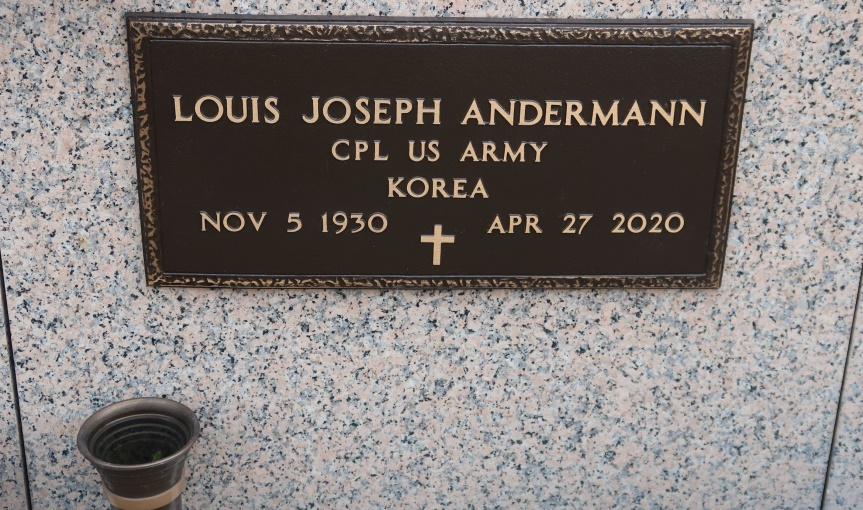 LOUIS JOSEPH ANDERMANN
CPL US ARMY
KOREA
NOV 5 1930 APR 27 2020